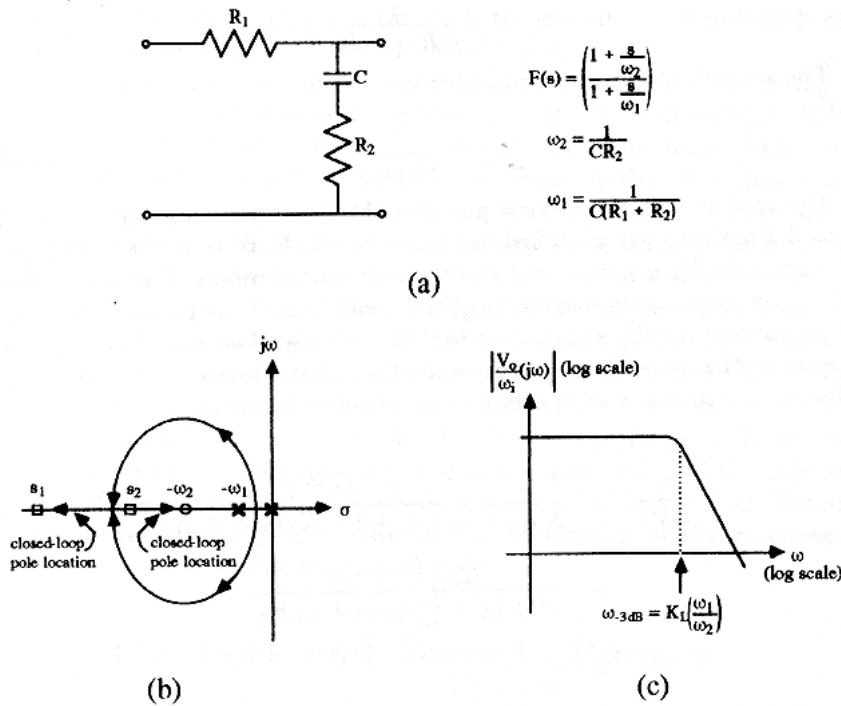 R₁
C
R₂
F(s) = ( (1 + s/ω₂) / (1 + s/ω₁) )
ω₂ = 1/CR₂
ω₁ = 1/C(R₁ + R₂)
(a)
jω
s₁
s₂
-ω₂
-ω₁
σ
closed-loop
pole location
closed-loop
pole location
(b)
|V₀/ωᵢ(jω)| (log scale)
ω
(log scale)
ω-3dB = K_L(ω₁/ω₂)
(c)